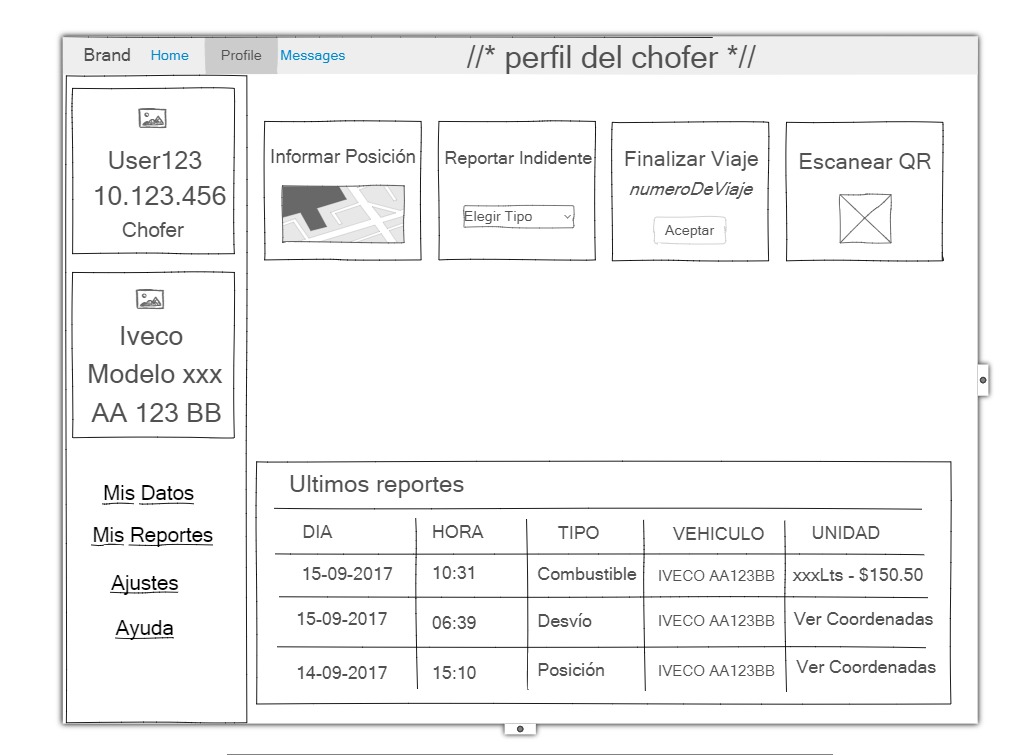 Brand Home Profile Messages //* perfil del chofer *//
User123
10.123.456
Chofer
Iveco
Modelo xxx
AA 123 BB
Mis Datos
Mis Reportes
Ajustes
Ayuda
Informar Posición
Reportar Indidente
Elegir Tipo
Finalizar Viaje
numeroDeViaje
Aceptar
Escanear QR
Ultimos reportes
DIA HORA TIPO VEHICULO UNIDAD
15-09-2017 10:31 Combustible IVECO AA123BB xxxLts - $150.50
15-09-2017 06:39 Desvío IVECO AA123BB Ver Coordenadas
14-09-2017 15:10 Posición IVECO AA123BB Ver Coordenadas